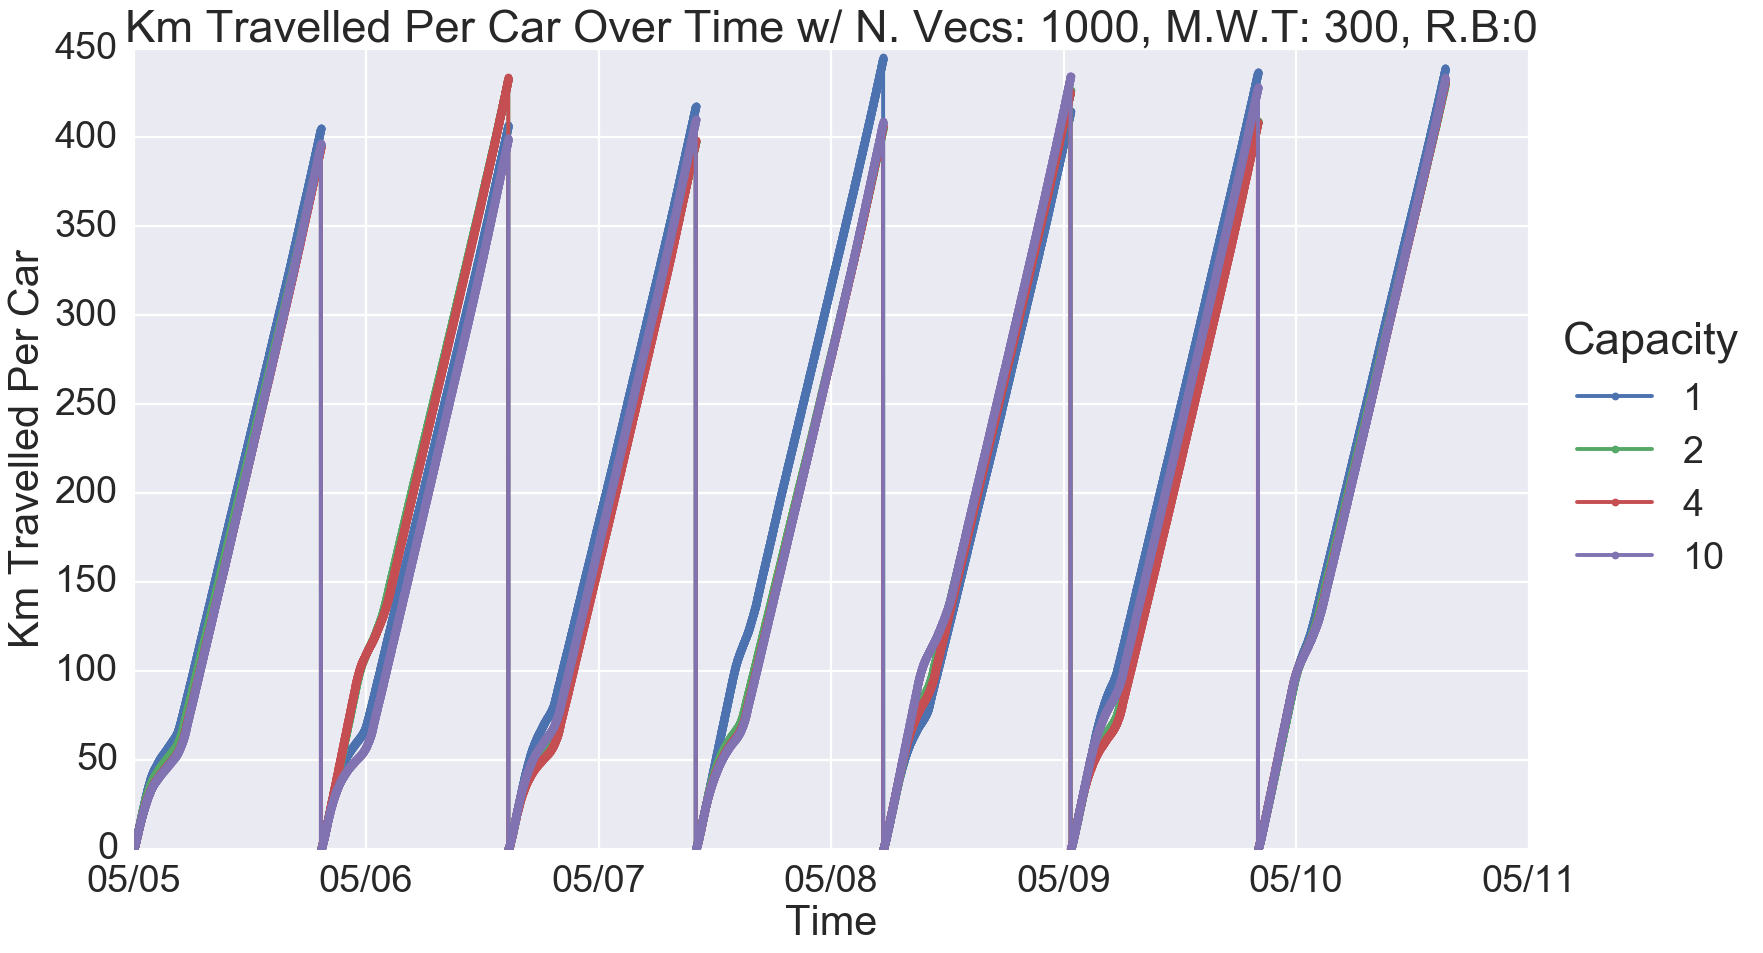 Km Travelled Per Car Over Time w/ N. Vecs: 1000, M.W.T: 300, R.B:0
Km Travelled Per Car
450
400
350
300
250
200
150
100
50
0
05/05 05/06 05/07 05/08 05/09 05/10 05/11
Time
Capacity
1
2
4
10